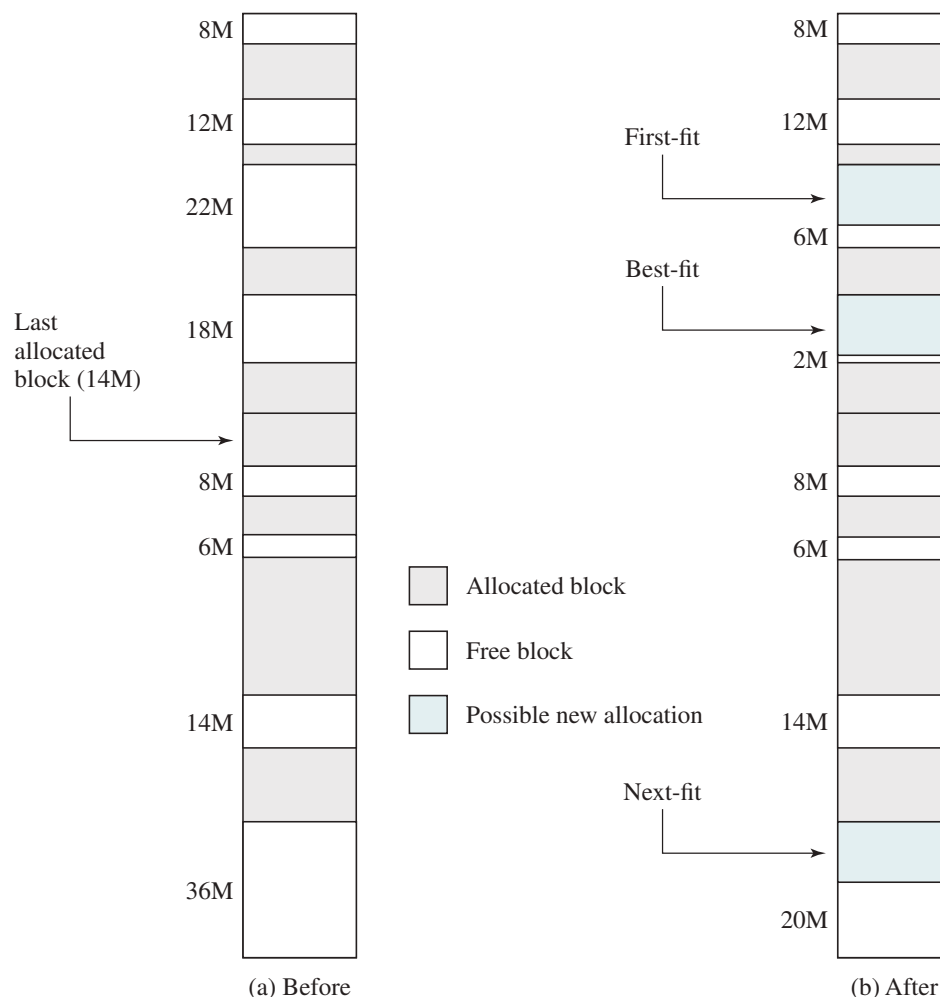 8M
12M
22M
18M
Last
allocated
block (14M)
8M
6M
14M
36M
(a) Before
Allocated block
Free block
Possible new allocation
8M
12M
First-fit
6M
Best-fit
2M
8M
6M
14M
Next-fit
20M
(b) After